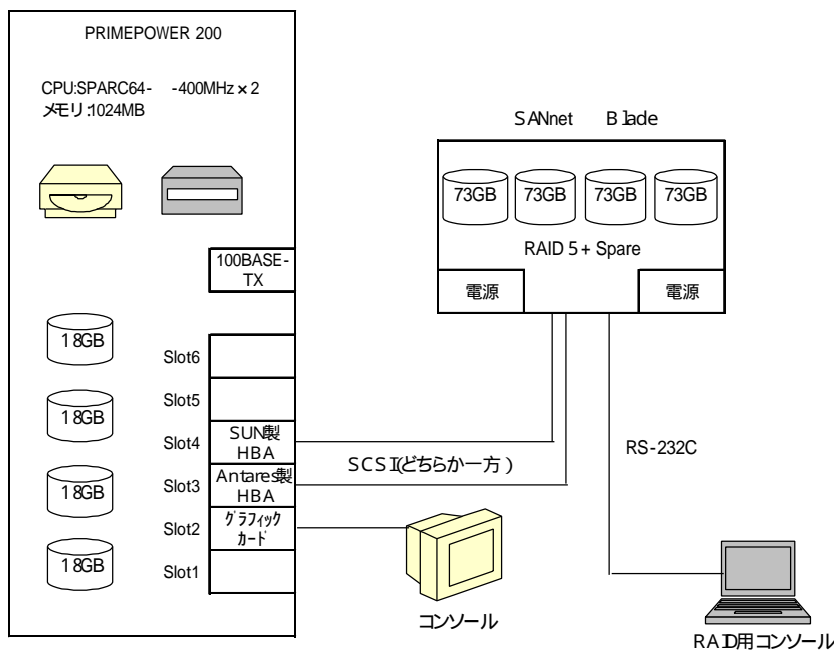 PRIMEPOWER 200
CPU:SPARC64- -400MHz×2
メモリ:1024MB
100BASE-
TX
18GB
18GB
18GB
18GB
Slot6
Slot5
Slot4
SUN製
HBA
Slot3
Antares製
HBA
Slot2
グラフィック
カード
Slot1
SCSI(どちらか一方)
コンソール
SANnet Blade
73GB
73GB
73GB
73GB
RAID 5 + Spare
電源
電源
RS-232C
RAID用コンソール